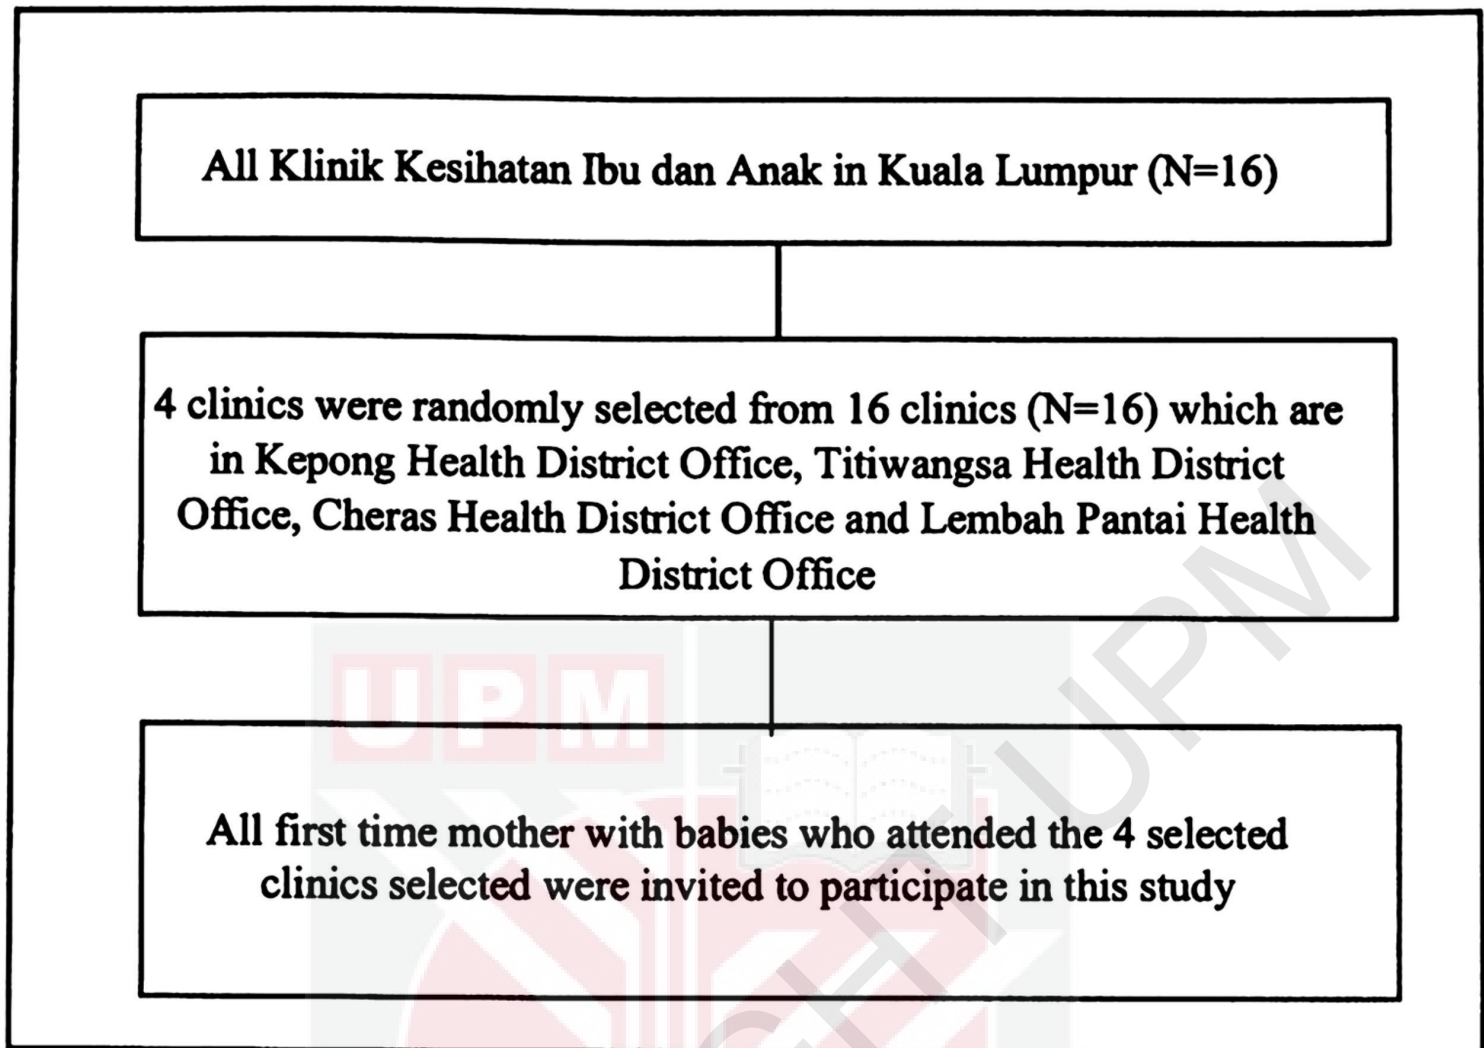 All Klinik Kesihatan Ibu dan Anak in Kuala Lumpur (N=16)
4 clinics were randomly selected from 16 clinics (N=16) which are
in Kepong Health District Office, Titiwangsa Health District
Office, Cheras Health District Office and Lembah Pantai Health
District Office
UPM
All first time mother with babies who attended the 4 selected
clinics selected were invited to participate in this study
UPM